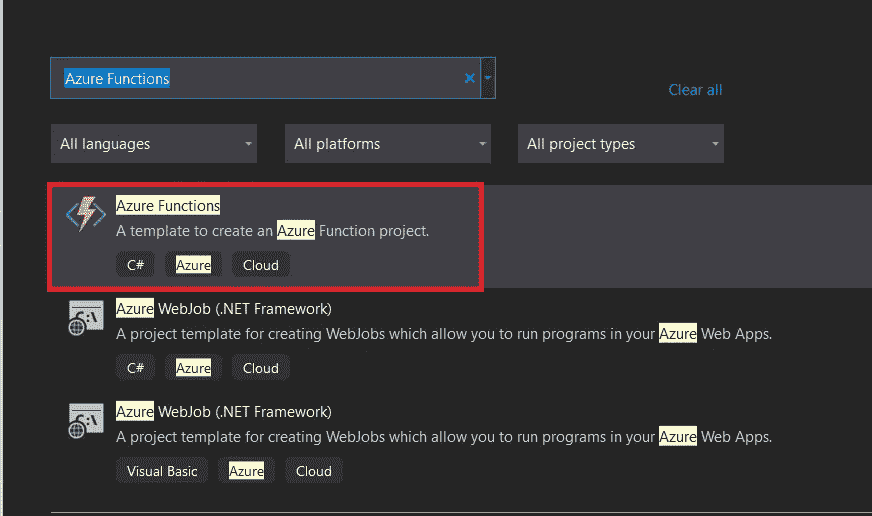 Azure Functions
Clear all
All languages
All platforms
All project types
Azure Functions
A template to create an Azure Function project.
C# Azure Cloud
Azure WebJob (.NET Framework)
A project template for creating WebJobs which allow you to run programs in your Azure Web Apps.
C# Azure Cloud
Azure WebJob (.NET Framework)
A project template for creating WebJobs which allow you to run programs in your Azure Web Apps.
Visual Basic Azure Cloud